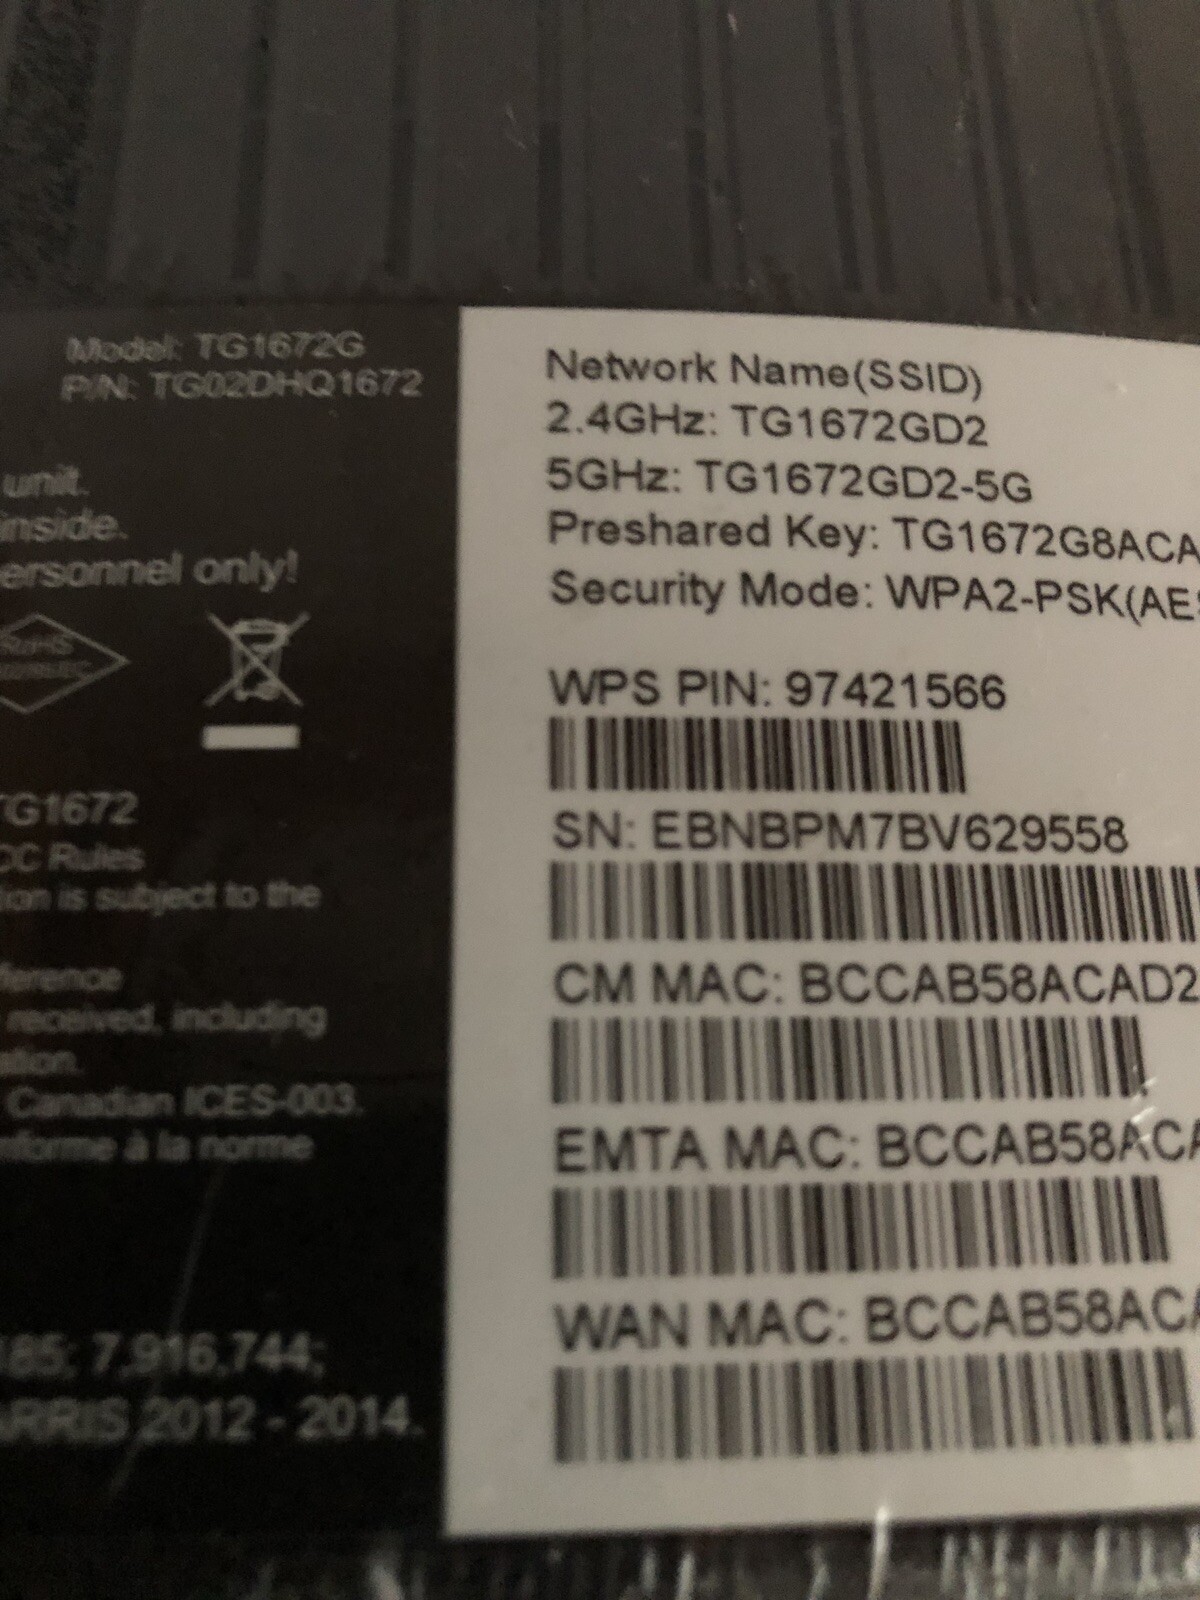 Model: TG1672G
P/N: TG02DHQ1672
unit.
inside.
ersonnel only!
RoHS
TG1672
CC Rules
ion is subject to the
ference
received, including
ation.
Canadian ICES-003.
nforme à la norme
185; 7,916,744;
ARRIS 2012 - 2014.
Network Name(SSID)
2.4GHz: TG1672GD2
5GHz: TG1672GD2-5G
Preshared Key: TG1672G8ACA
Security Mode: WPA2-PSK(AES
WPS PIN: 97421566
SN: EBNBPM7BV629558
CM MAC: BCCAB58ACAD2
EMTA MAC: BCCAB58ACA
WAN MAC: BCCAB58ACA